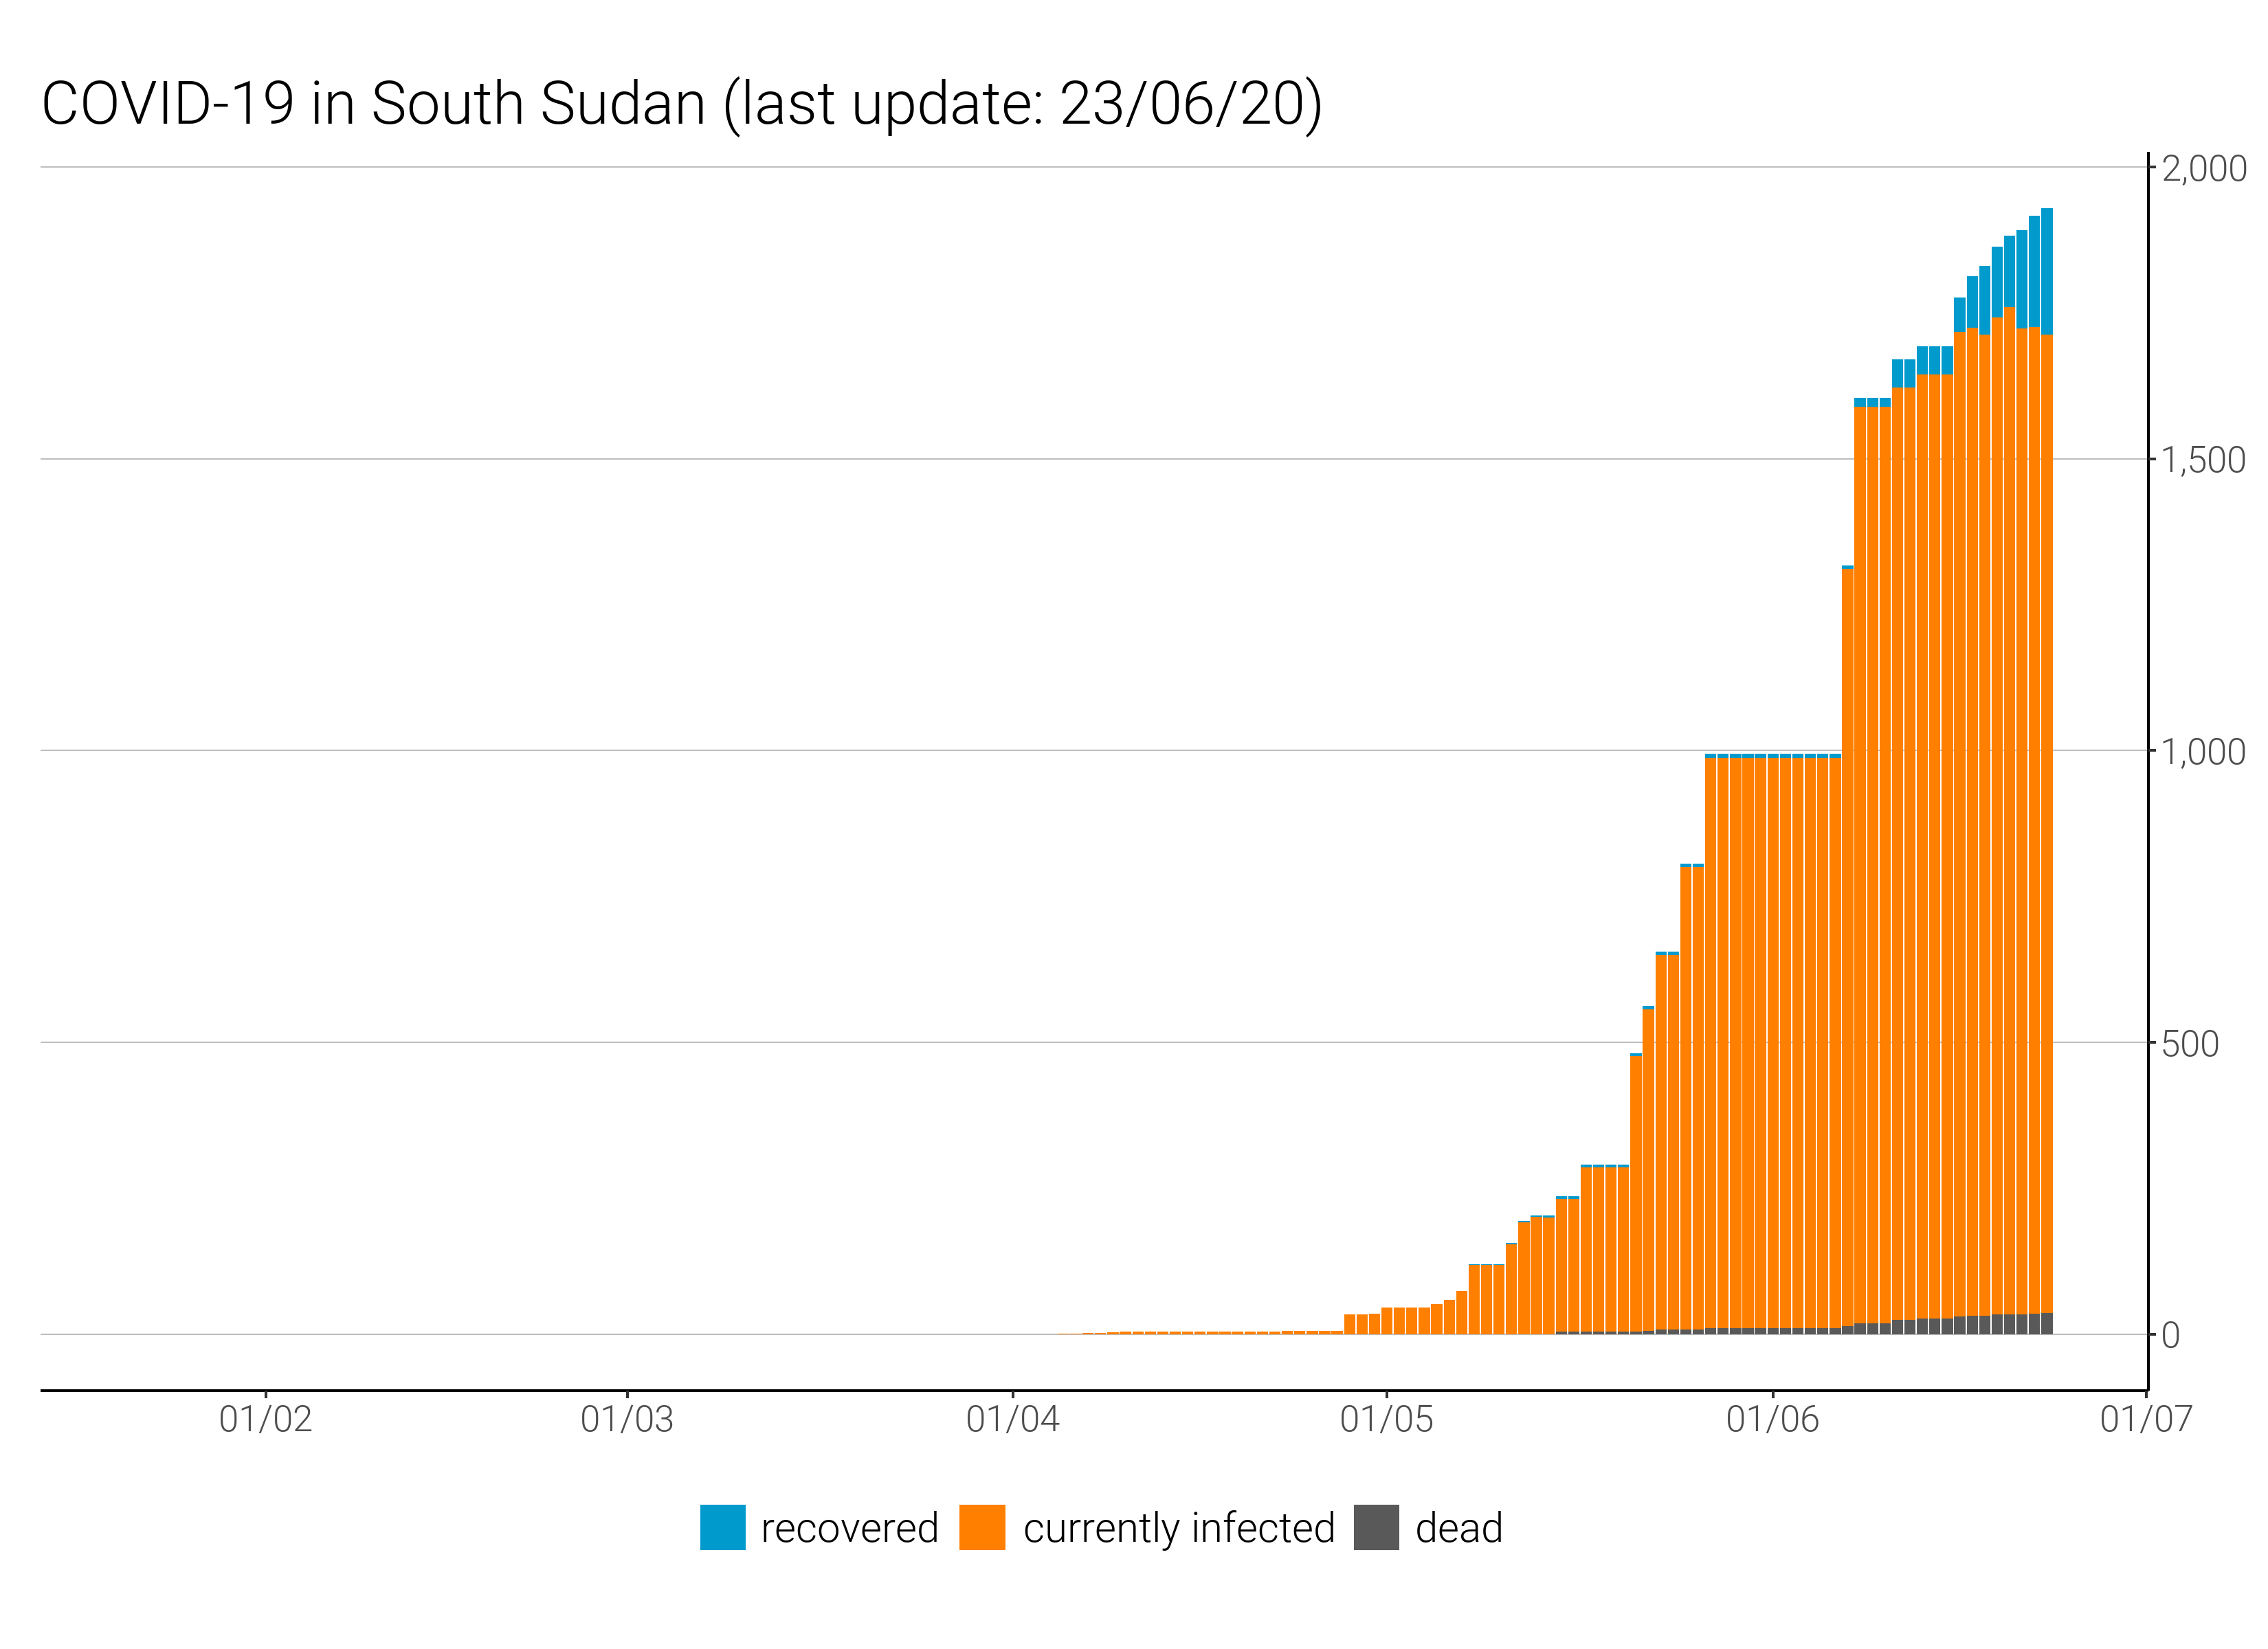 COVID-19 in South Sudan (last update: 23/06/20)
2,000
1,500
1,000
500
0
01/02 01/03 01/04 01/05 01/06 01/07
recovered currently infected dead